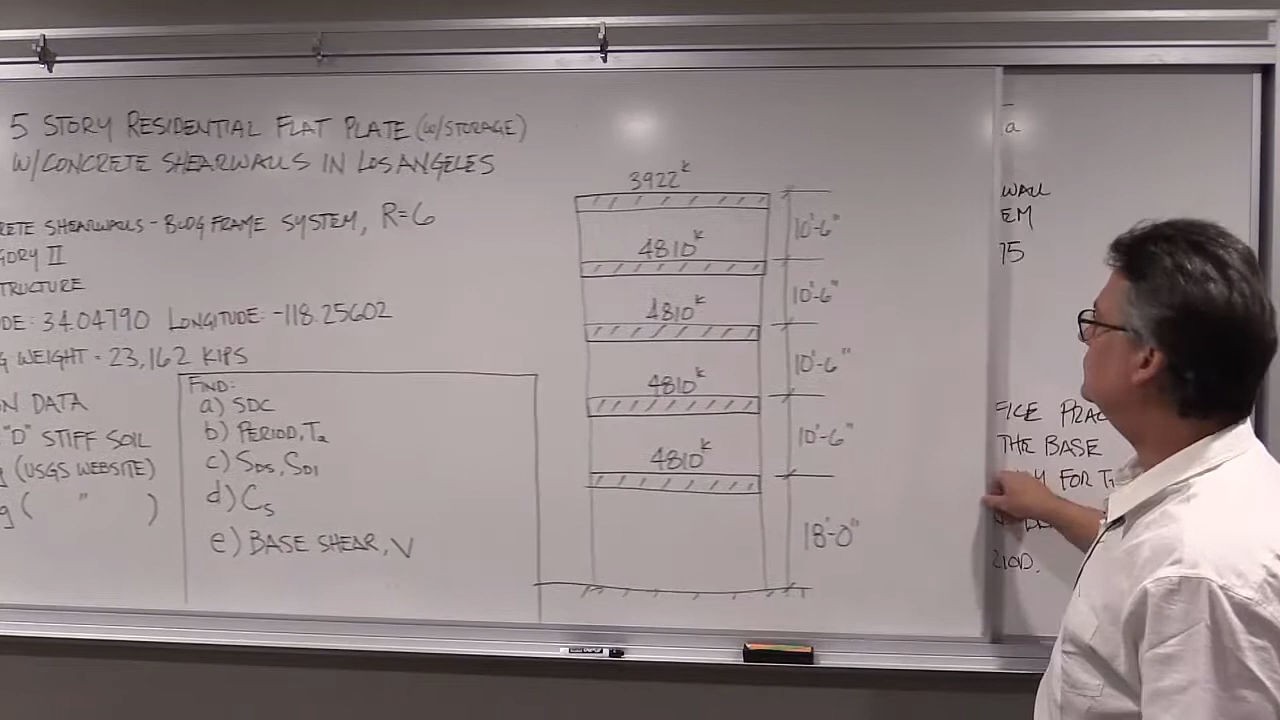 5 STORY RESIDENTIAL FLAT PLATE (W/STORAGE)
W/CONCRETE SHEARWALLS IN LOS ANGELES
RETE SHEARWALLS - BLDG FRAME SYSTEM, R=6
GORY II
TRUCTURE
DE: 34.04790 LONGITUDE: -118.25602
G WEIGHT = 23,162 KIPS
N DATA
"D" STIFF SOIL
g (USGS WEBSITE)
g ( " )
FIND:
a) SDC
b) PERIOD, Ta
c) SDS, SD1
d) CS
e) BASE SHEAR, V
3922K
4810K
4810K
4810K
4810K
10'-6"
10'-6"
10'-6"
10'-6"
18'-0"
a
WALL
EM
75
FICE PRAC
THE BASE
FOR T
RIOD.